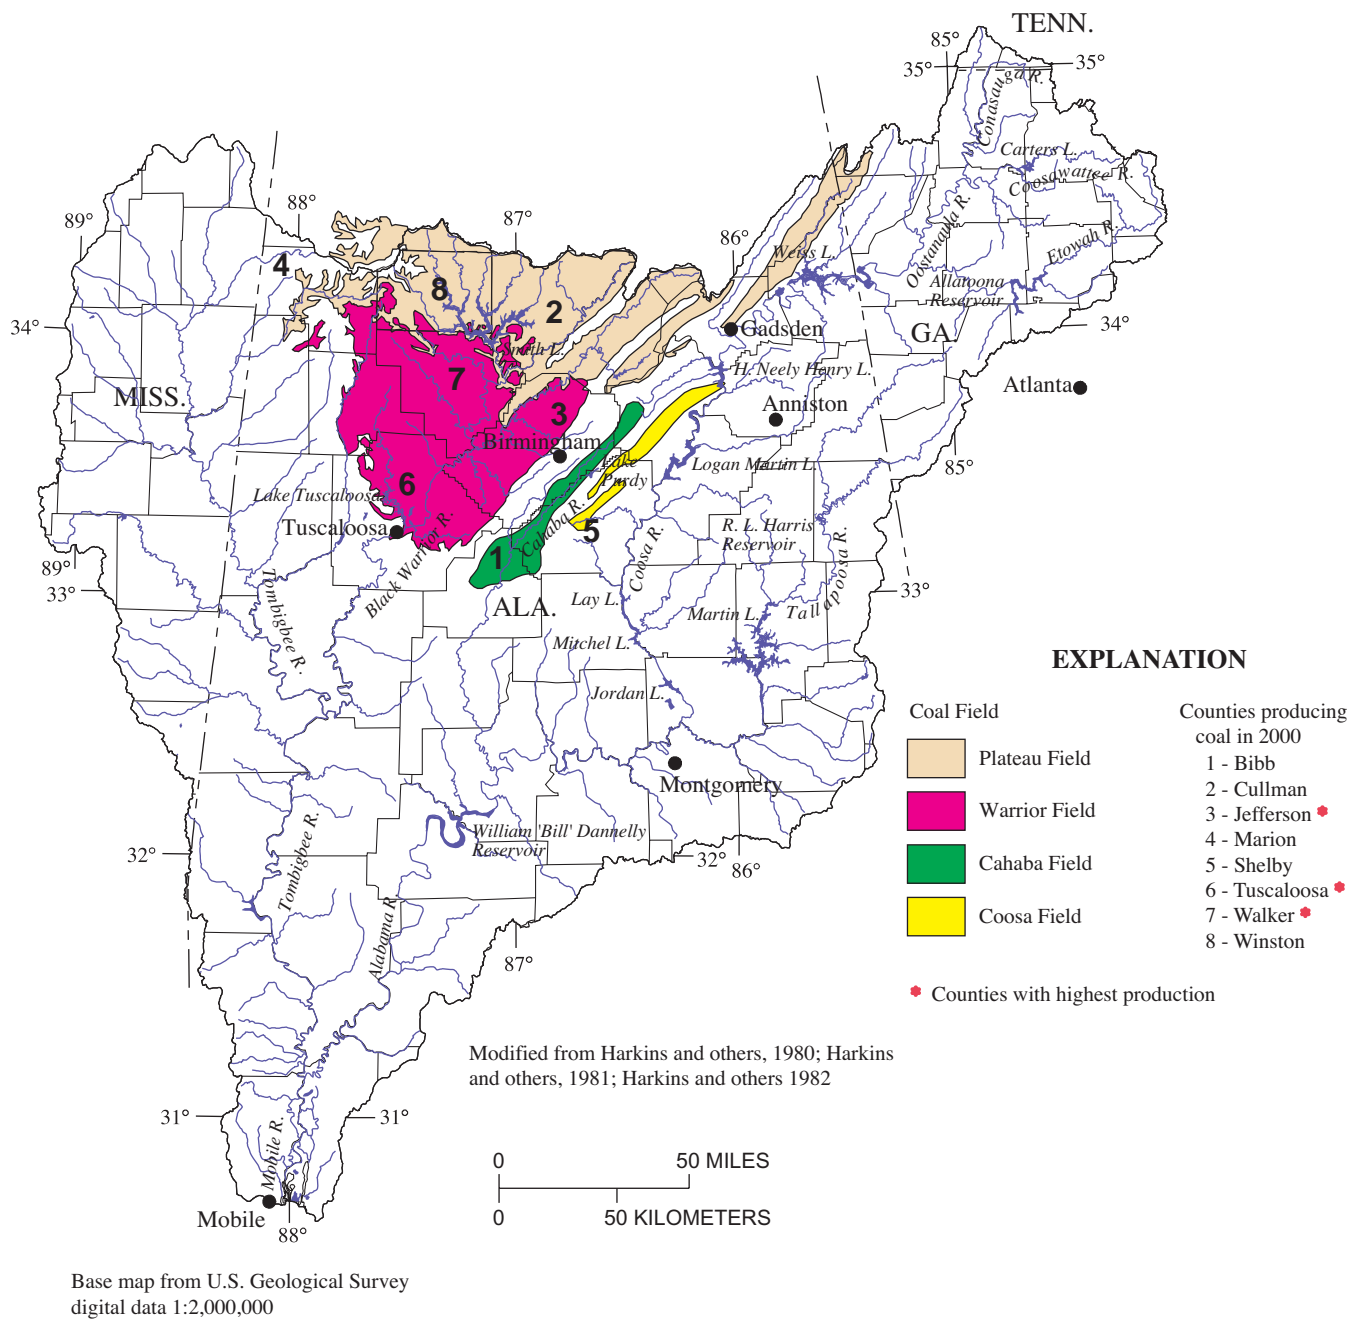 TENN.
85°
35°
35°
Conasauga R.
Carters L.
Coosawattee R.
88°
89°
87°
86°
Oostanaula R.
Etowah R.
Weiss L.
4
8
2
Allatoona
Reservoir
34°
Gadsden
GA.
34°
Smith L.
H. Neely Henry L.
MISS.
7
Atlanta
3
Anniston
Birmingham
85°
Lake
Purdy
Logan Martin L.
6
Lake Tuscaloosa
Tuscaloosa
Black Warrior R.
Cahaba R.
5
R. L. Harris
Reservoir
1
Coosa R.
Tallapoosa R.
89°
33°
33°
Tombigbee R.
ALA.
Lay L.
Martin L.
Mitchel L.
Jordan L.
Montgomery
William 'Bill' Dannelly
Reservoir
32°
32°
86°
Tombigbee R.
Alabama R.
87°
31°
31°
Mobile R.
Mobile
88°
EXPLANATION
Coal Field
Plateau Field
Warrior Field
Cahaba Field
Coosa Field
Counties producing
coal in 2000
1 - Bibb
2 - Cullman
3 - Jefferson *
4 - Marion
5 - Shelby
6 - Tuscaloosa *
7 - Walker *
8 - Winston
* Counties with highest production
Modified from Harkins and others, 1980; Harkins
and others, 1981; Harkins and others 1982
0 50 MILES
0 50 KILOMETERS
Base map from U.S. Geological Survey
digital data 1:2,000,000